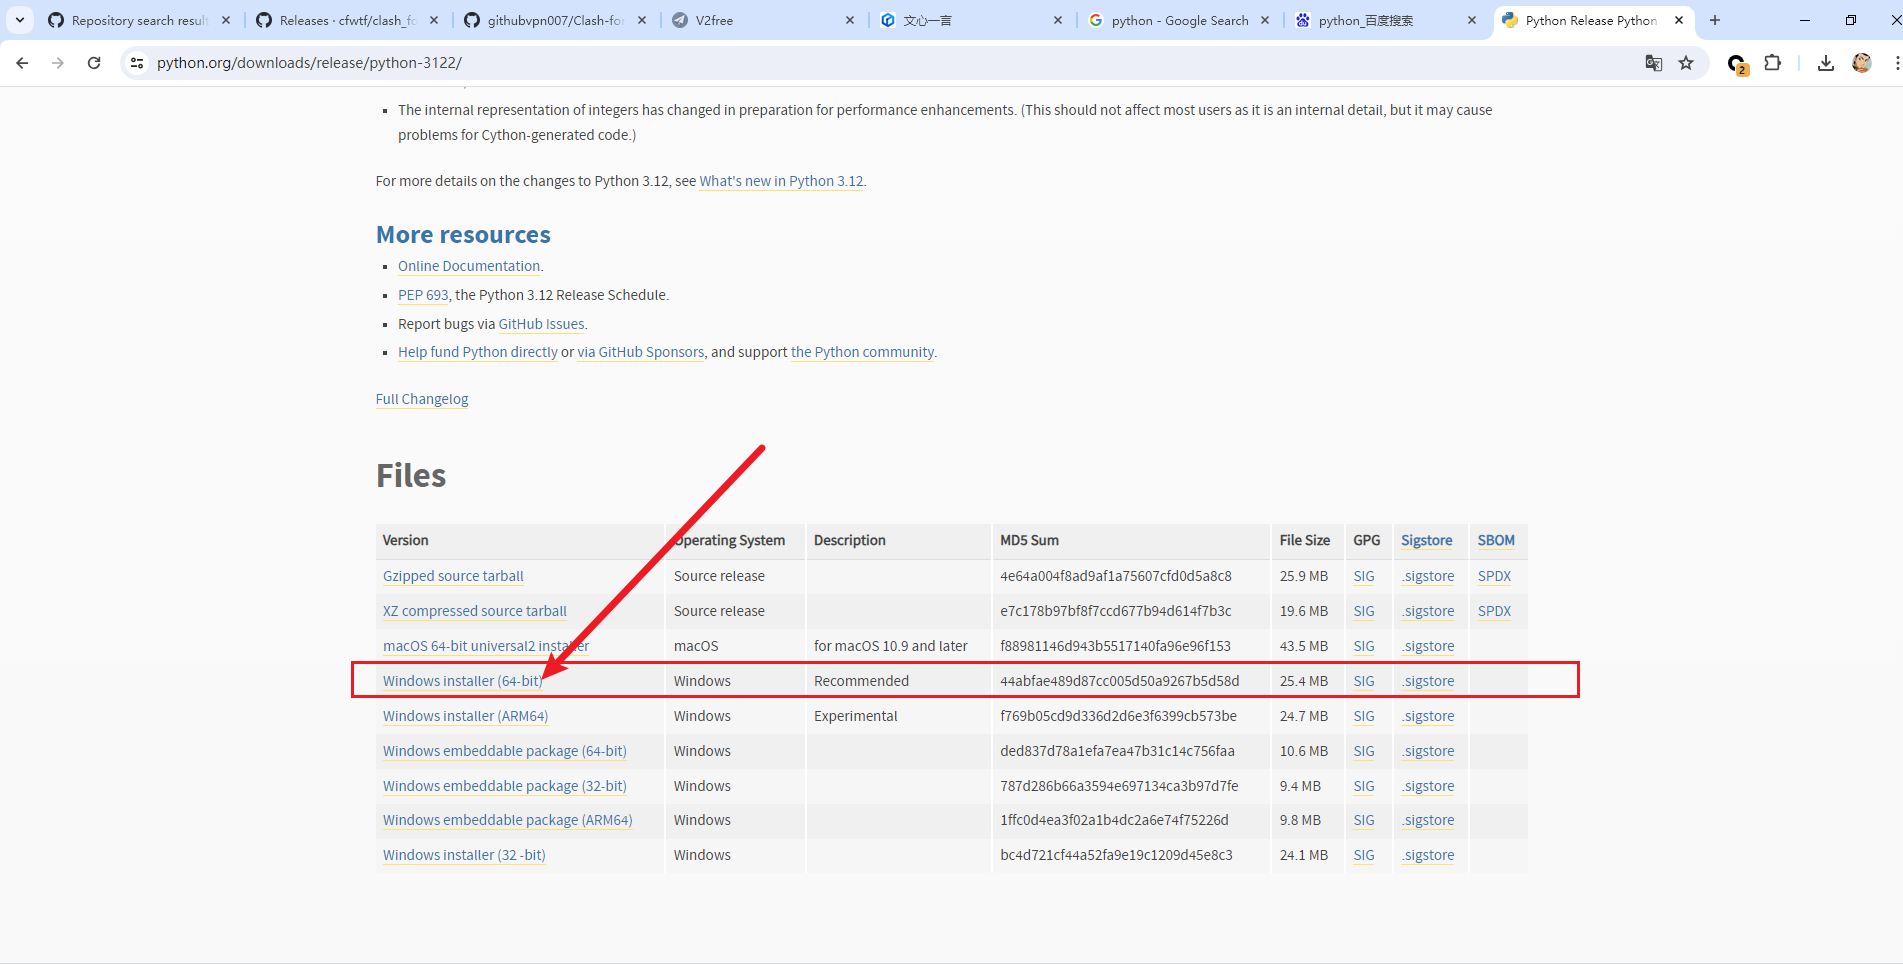 Repository search result
Releases · cfwtf/clash_fo
githubvpn007/Clash-for
V2free
文心一言
python - Google Search
python_百度搜索
Python Release Python
python.org/downloads/release/python-3122/
2
The internal representation of integers has changed in preparation for performance enhancements. (This should not affect most users as it is an internal detail, but it may cause
problems for Cython-generated code.)
For more details on the changes to Python 3.12, see What's new in Python 3.12.
More resources
Online Documentation.
PEP 693, the Python 3.12 Release Schedule.
Report bugs via GitHub Issues.
Help fund Python directly or via GitHub Sponsors, and support the Python community.
Full Changelog
Files
Version Operating System Description MD5 Sum File Size GPG Sigstore SBOM
Gzipped source tarball Source release 4e64a004f8ad9af1a75607cfd0d5a8c8 25.9 MB SIG .sigstore SPDX
XZ compressed source tarball Source release e7c178b97bf8f7ccd677b94d614f7b3c 19.6 MB SIG .sigstore SPDX
macOS 64-bit universal2 installer macOS for macOS 10.9 and later f88981146d943b5517140fa96e96f153 43.5 MB SIG .sigstore
Windows installer (64-bit) Windows Recommended 44abfae489d87cc005d50a9267b5d58d 25.4 MB SIG .sigstore
Windows installer (ARM64) Windows Experimental f769b05cd9d336d2d6e3f6399cb573be 24.7 MB SIG .sigstore
Windows embeddable package (64-bit) Windows ded837d78a1efa7ea47b31c14c756faa 10.6 MB SIG .sigstore
Windows embeddable package (32-bit) Windows 787d286b66a3594e697134ca3b97d7fe 9.4 MB SIG .sigstore
Windows embeddable package (ARM64) Windows 1ffc0d4ea3f02a1b4dc2a6e74f75226d 9.8 MB SIG .sigstore
Windows installer (32 -bit) Windows bc4d721cf44a52fa9e19c1209d45e8c3 24.1 MB SIG .sigstore